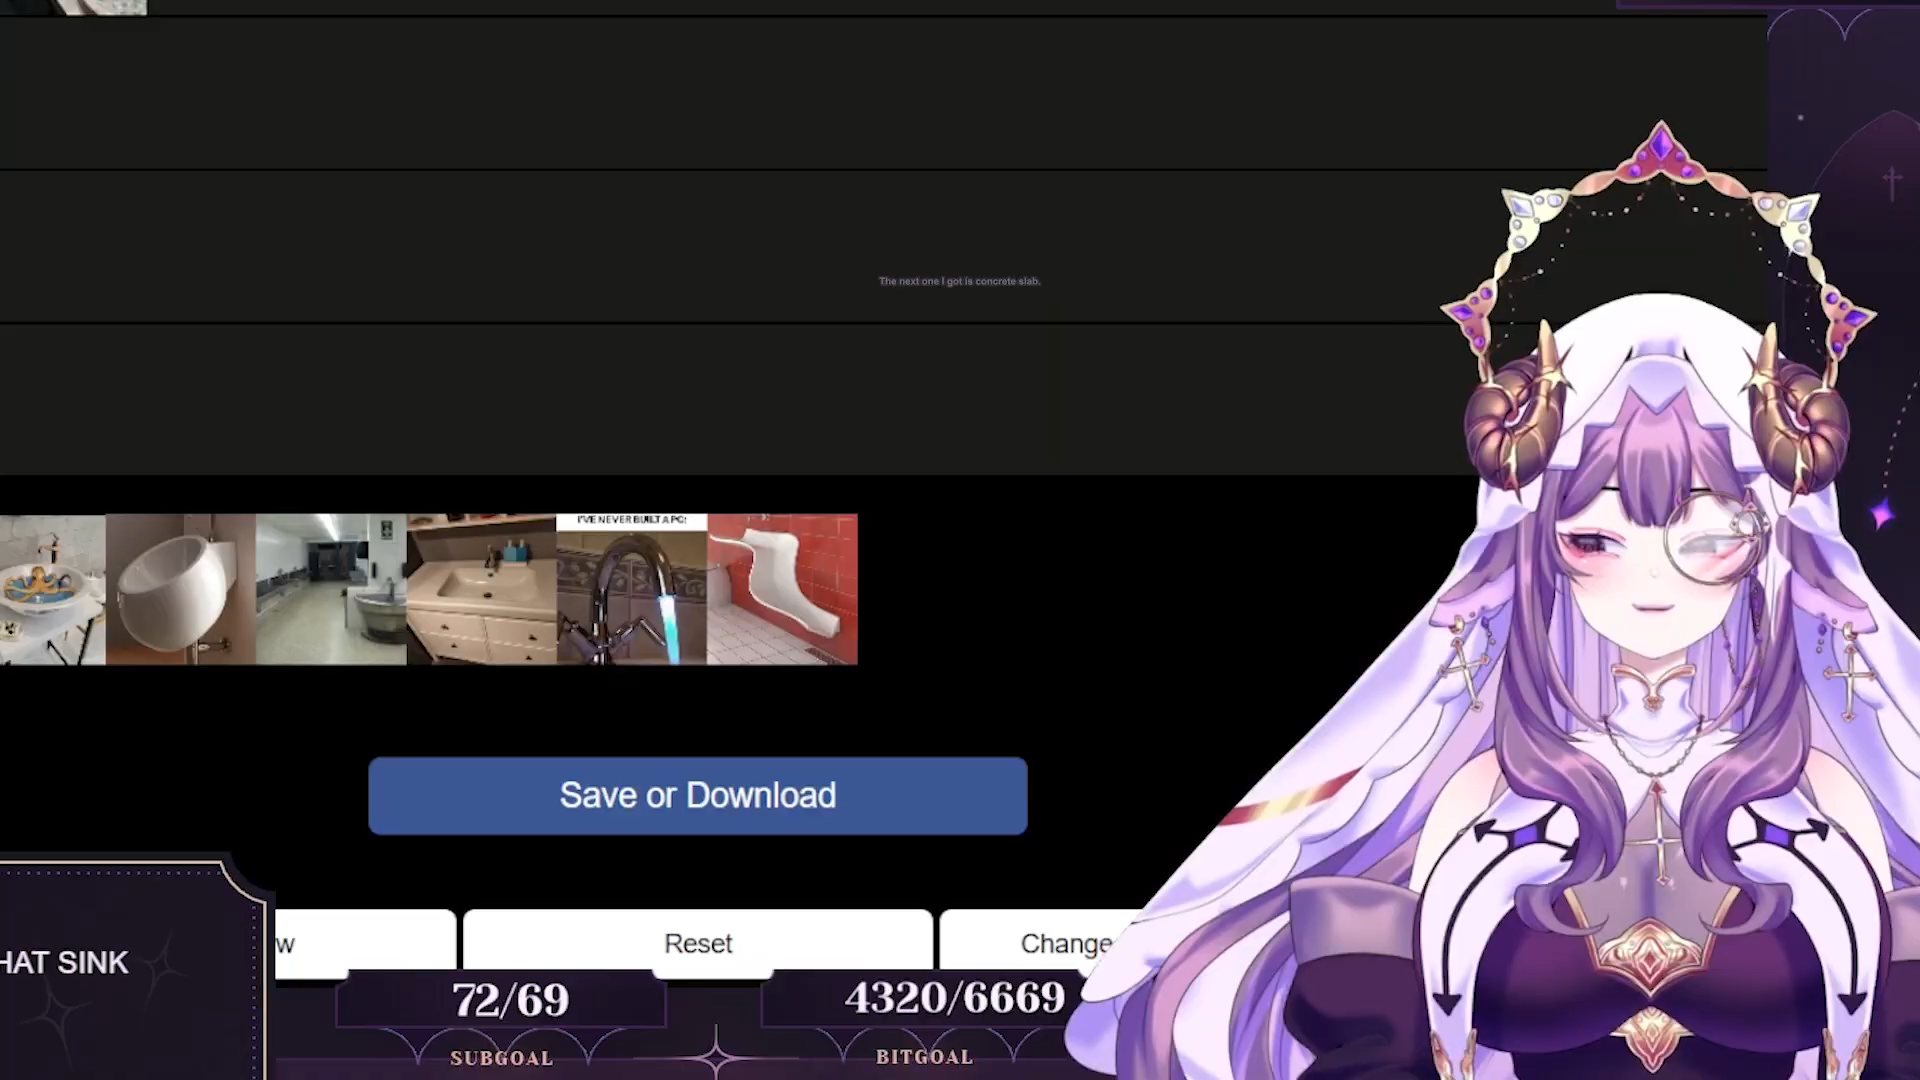 The next one I got is concrete slab.
I'VE NEVER BUILT A PC:
Save or Download
HAT SINK
w
Reset
Change
72/69
4320/6669
SUBGOAL
BITGOAL